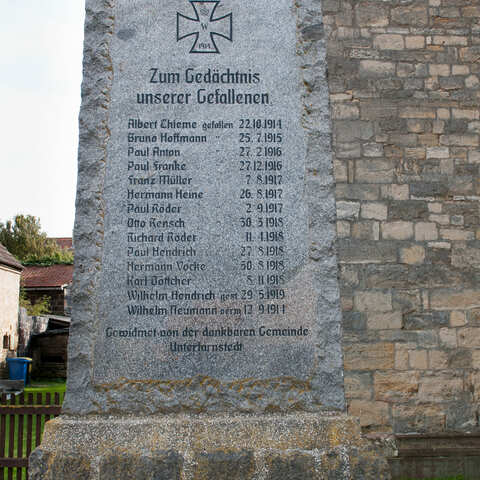 W
1914
Zum Gedächtnis
unserer Gefallenen
Albert Thieme gefallen 22.10.1914
Bruno Hoffmann " 25.7.1915
Paul Anton " 27.2.1916
Paul Franke 27.12.1916
Franz Müller " 7.8.1917
Hermann Heine " 26.8.1917
Paul Röder " 2.9.1917
Otto Rensch " 30.3.1918
Richard Röder " 11.4.1918
Paul Hendrich " 27.8.1918
Hermann Vocke " 30.8.1918
Karl Göttcher " 8.11.1918
Wilhelm Hendrich gest 29.5.1919
Wilhelm Neumann verm 12.9.1914
Gewidmet von der dankbaren Gemeinde
Unterfarnstedt